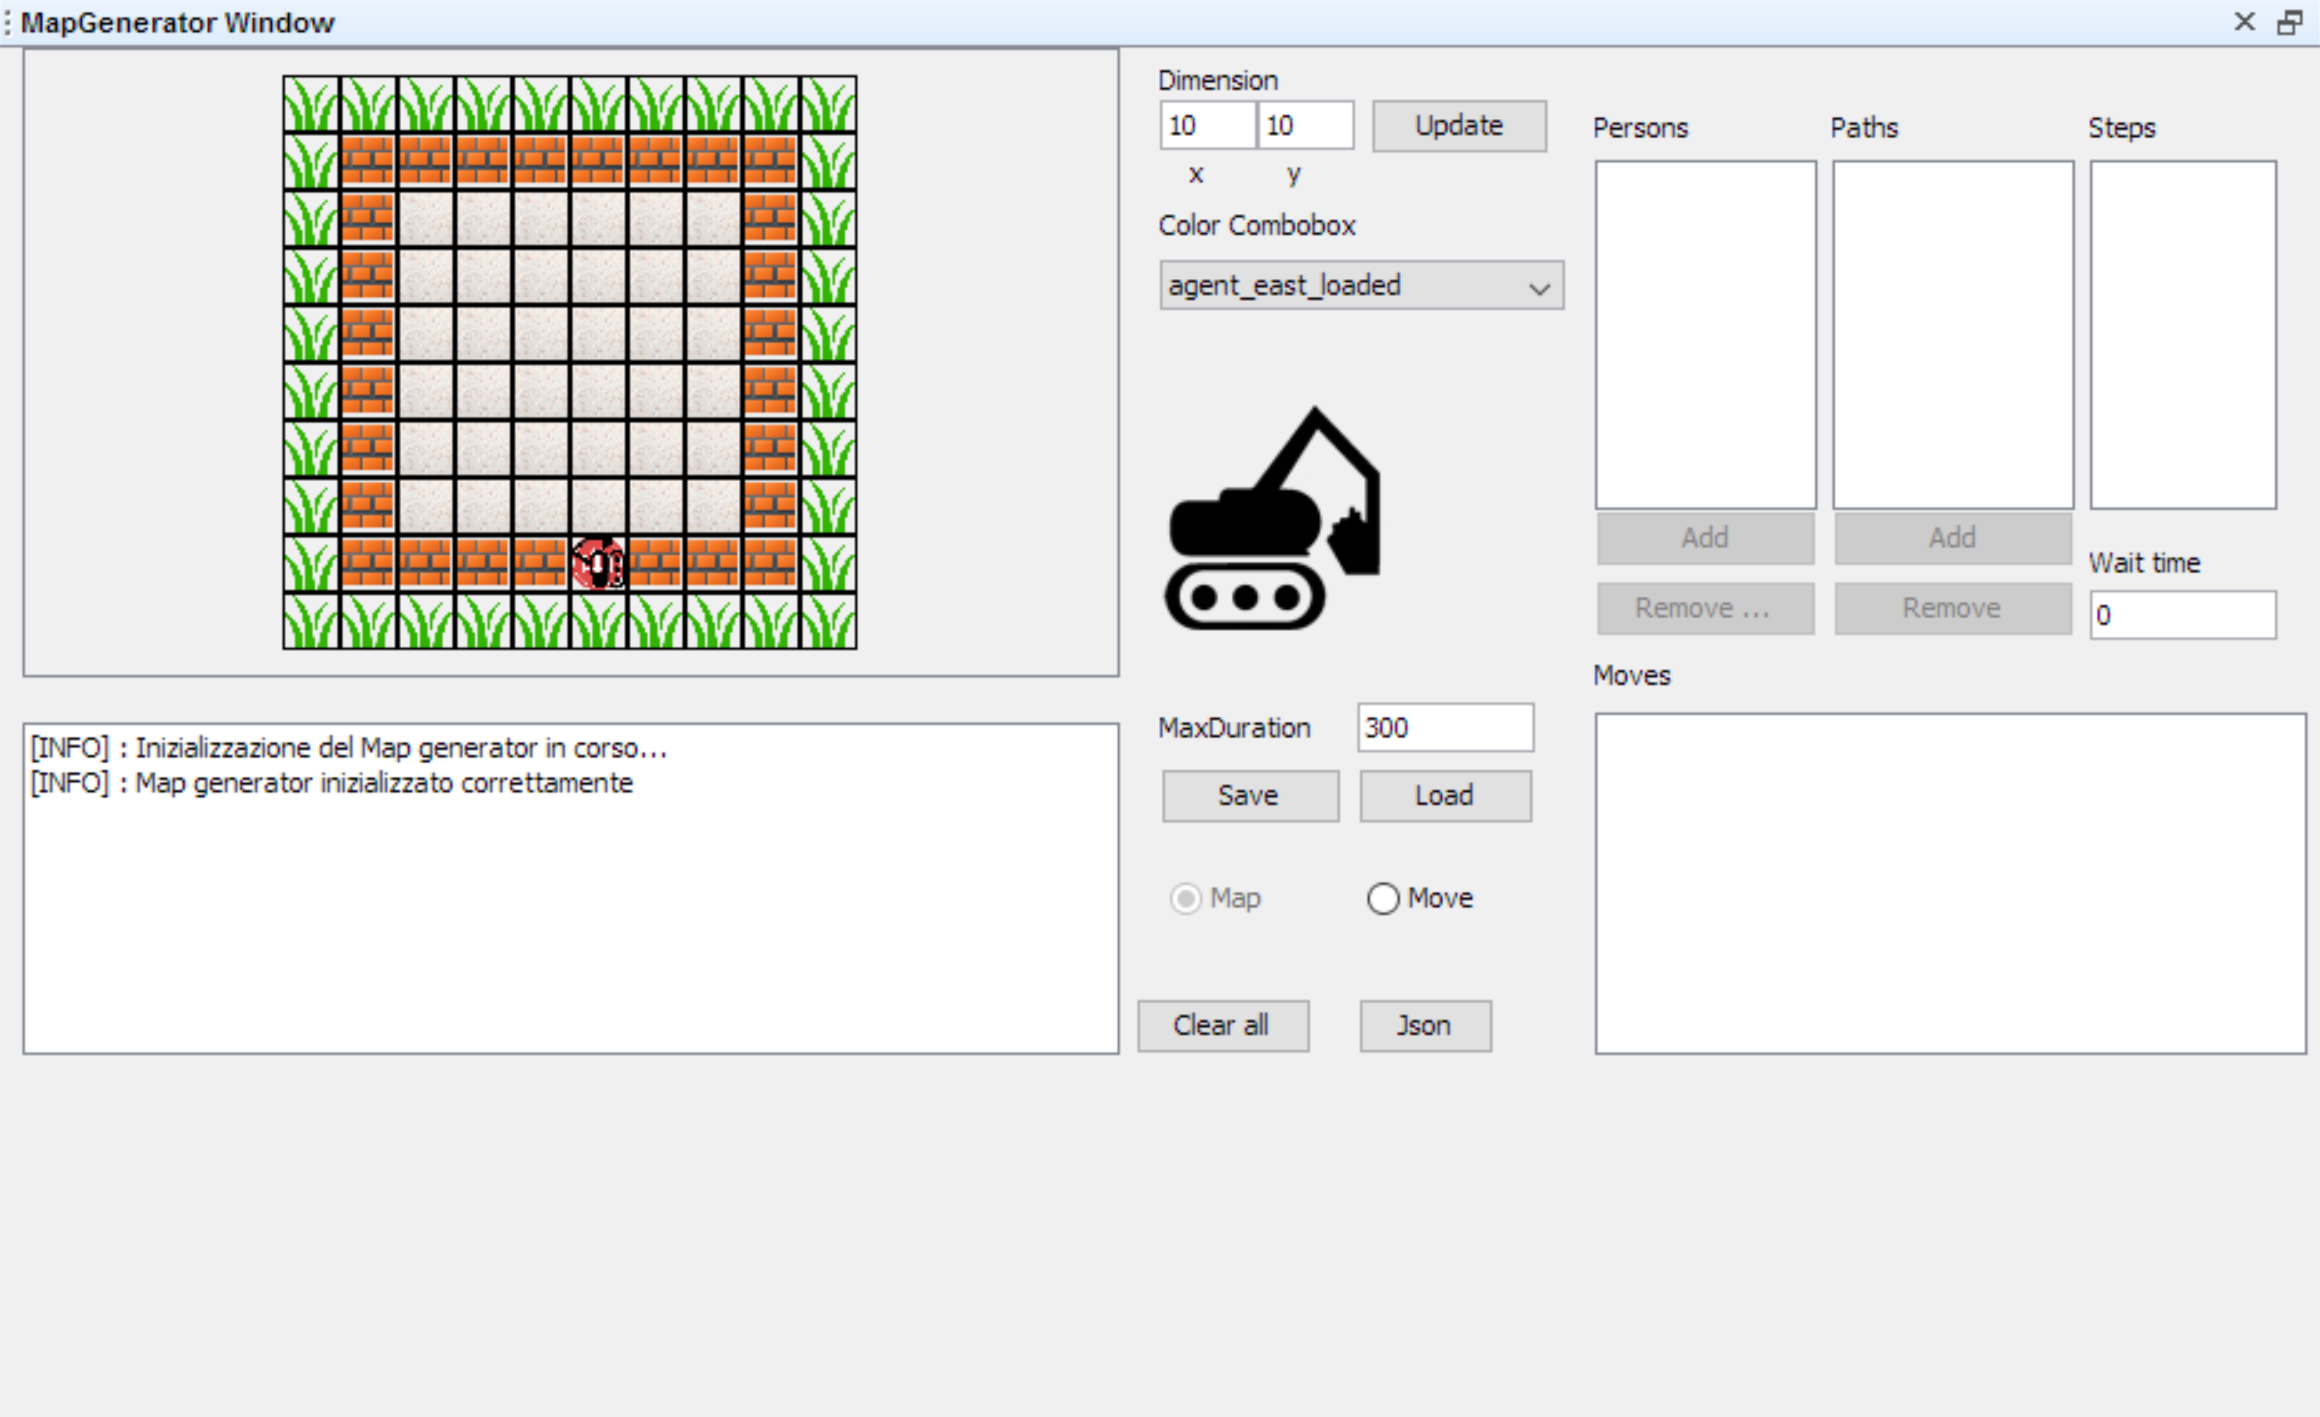 MapGenerator Window
Dimension
10 10 Update
x y
Color Combobox
agent_east_loaded
Persons Paths Steps
Add Add
Remove ... Remove
Wait time
0
Moves
MaxDuration 300
Save Load
Map Move
Clear all Json
[INFO] : Inizializzazione del Map generator in corso...
[INFO] : Map generator inizializzato correttamente